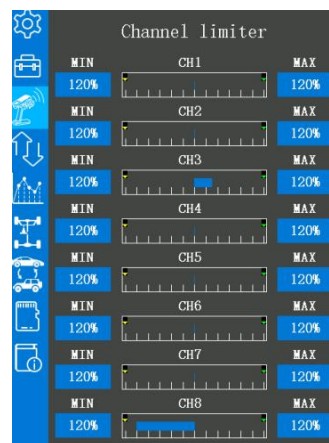 Channel limiter
MIN CH1 MAX
120% 120%
MIN CH2 MAX
120% 120%
MIN CH3 MAX
120% 120%
MIN CH4 MAX
120% 120%
MIN CH5 MAX
120% 120%
MIN CH6 MAX
120% 120%
MIN CH7 MAX
120% 120%
MIN CH8 MAX
120% 120%